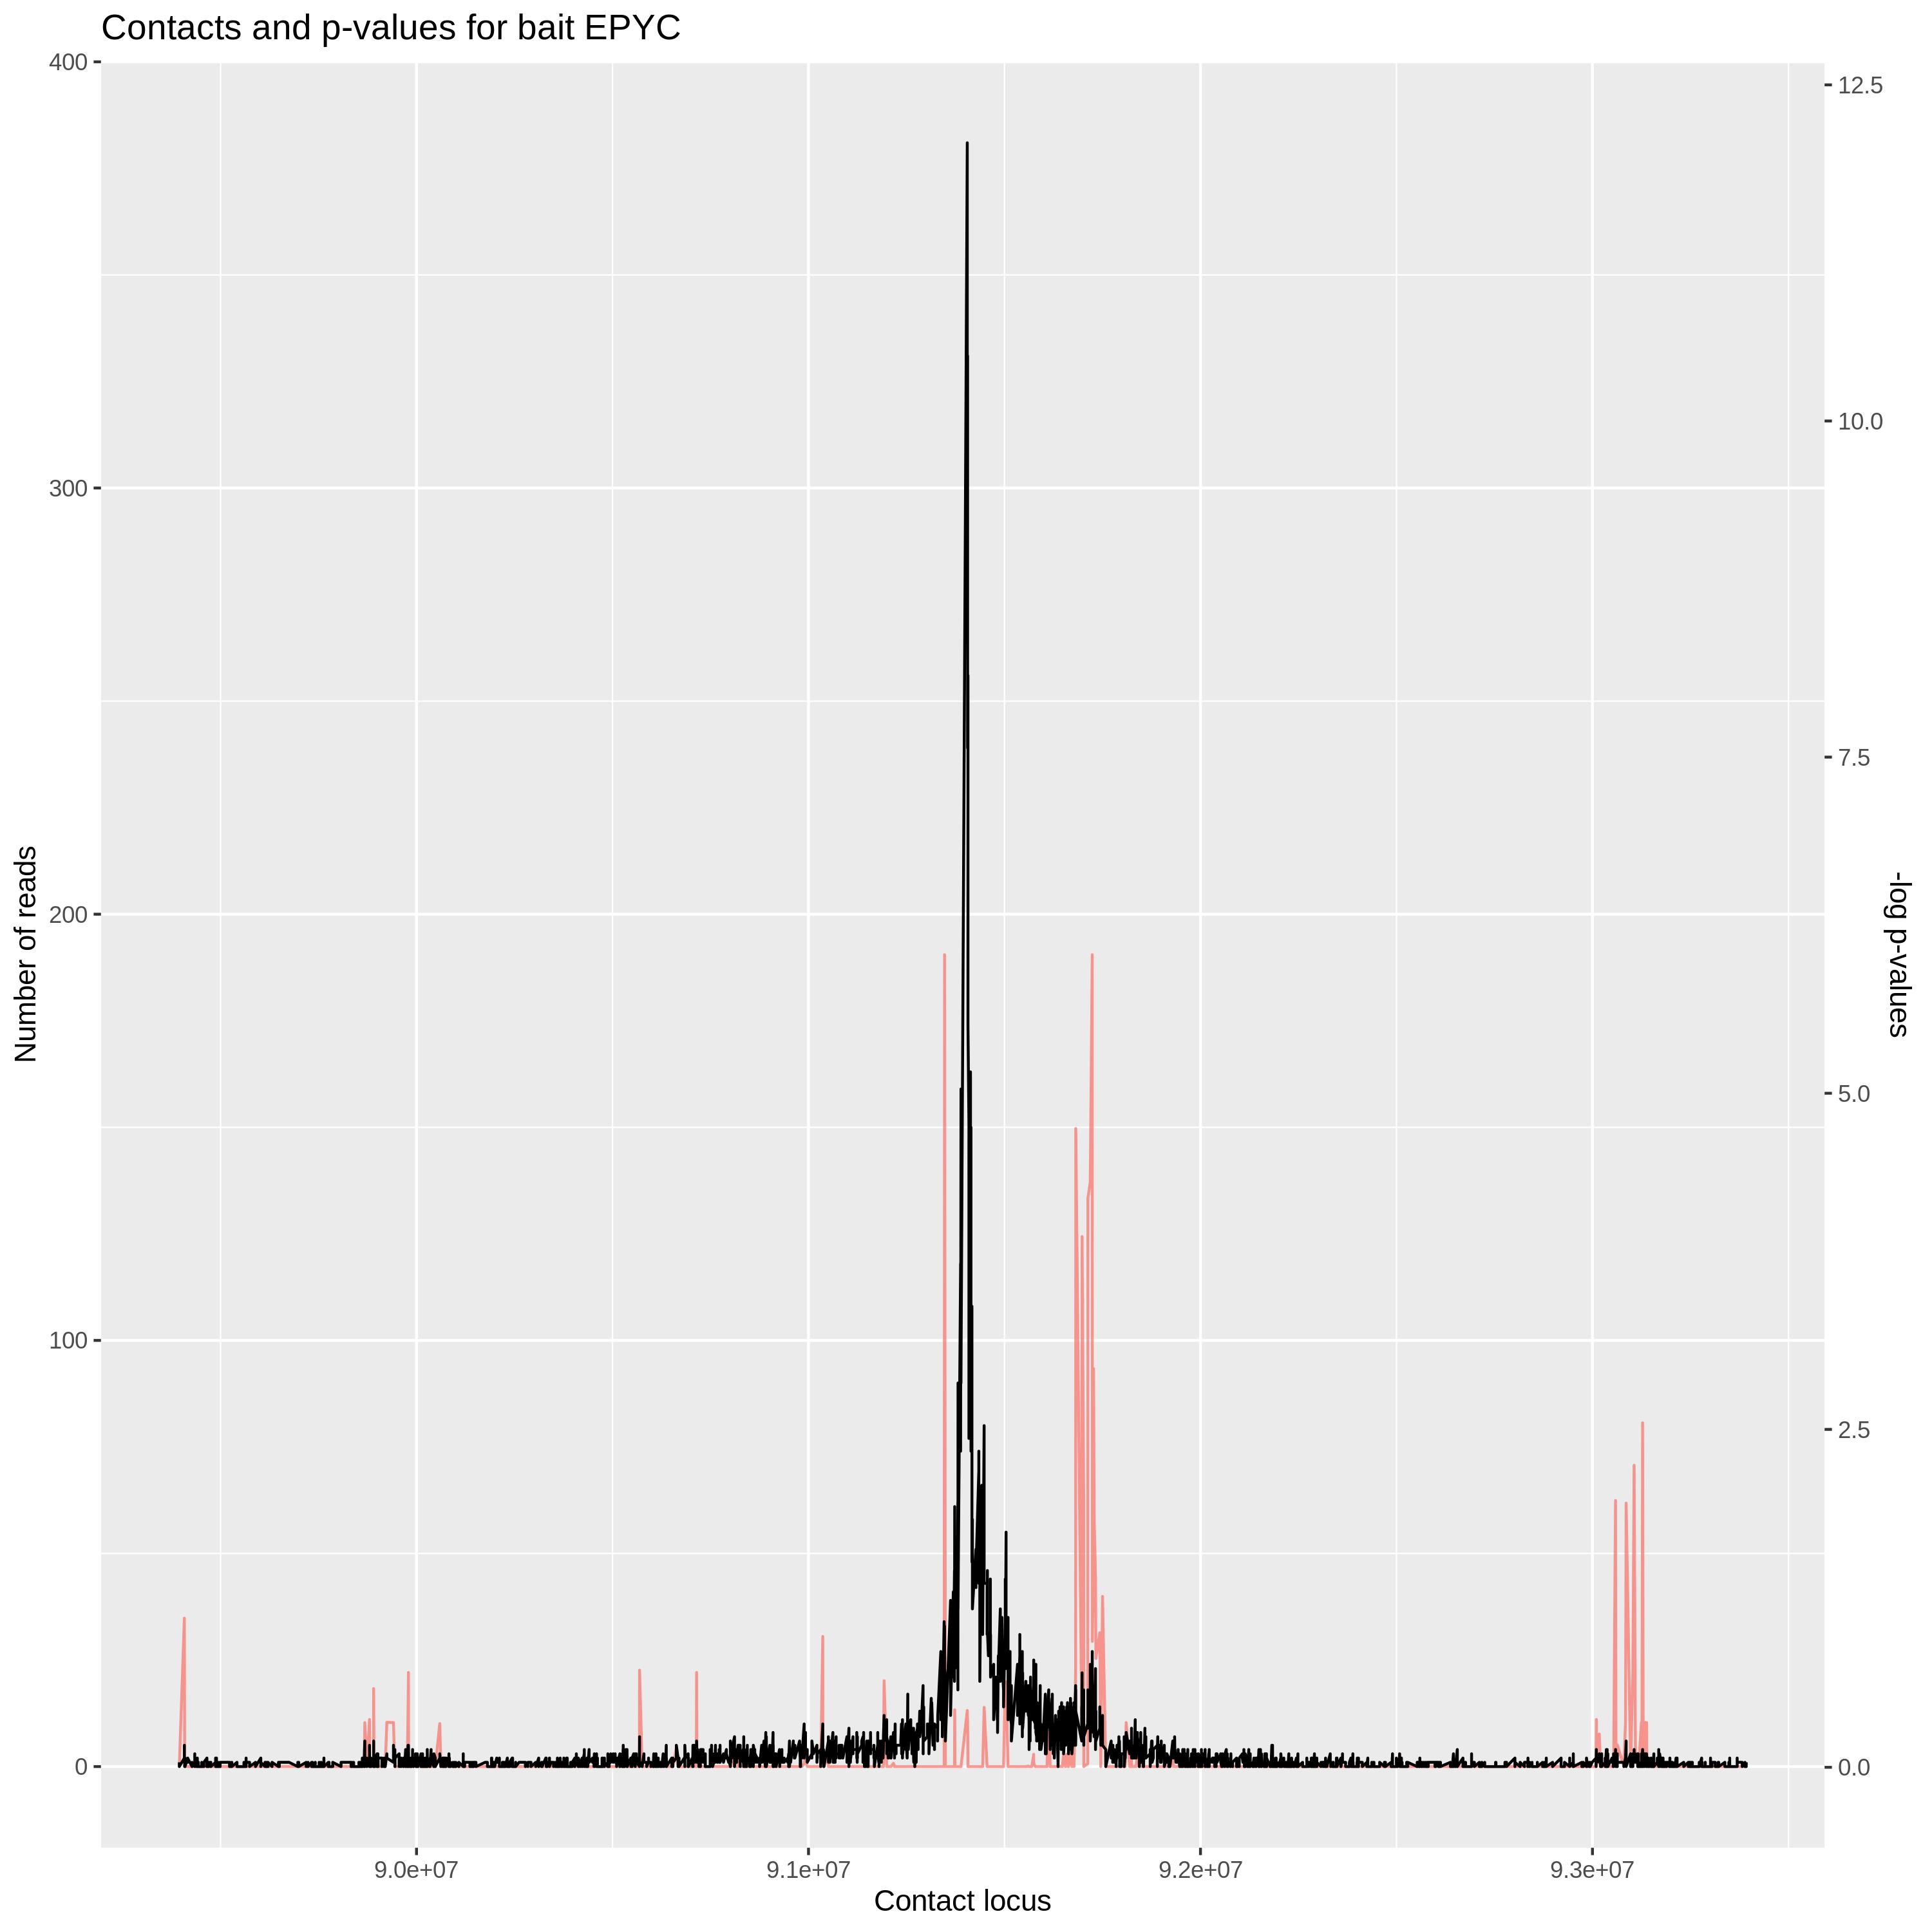 Contacts and p-values for bait EPYC
400
300
200
100
0
Number of reads
12.5
10.0
7.5
5.0
2.5
0.0
-log p-values
9.0e+07
9.1e+07
9.2e+07
9.3e+07
Contact locus